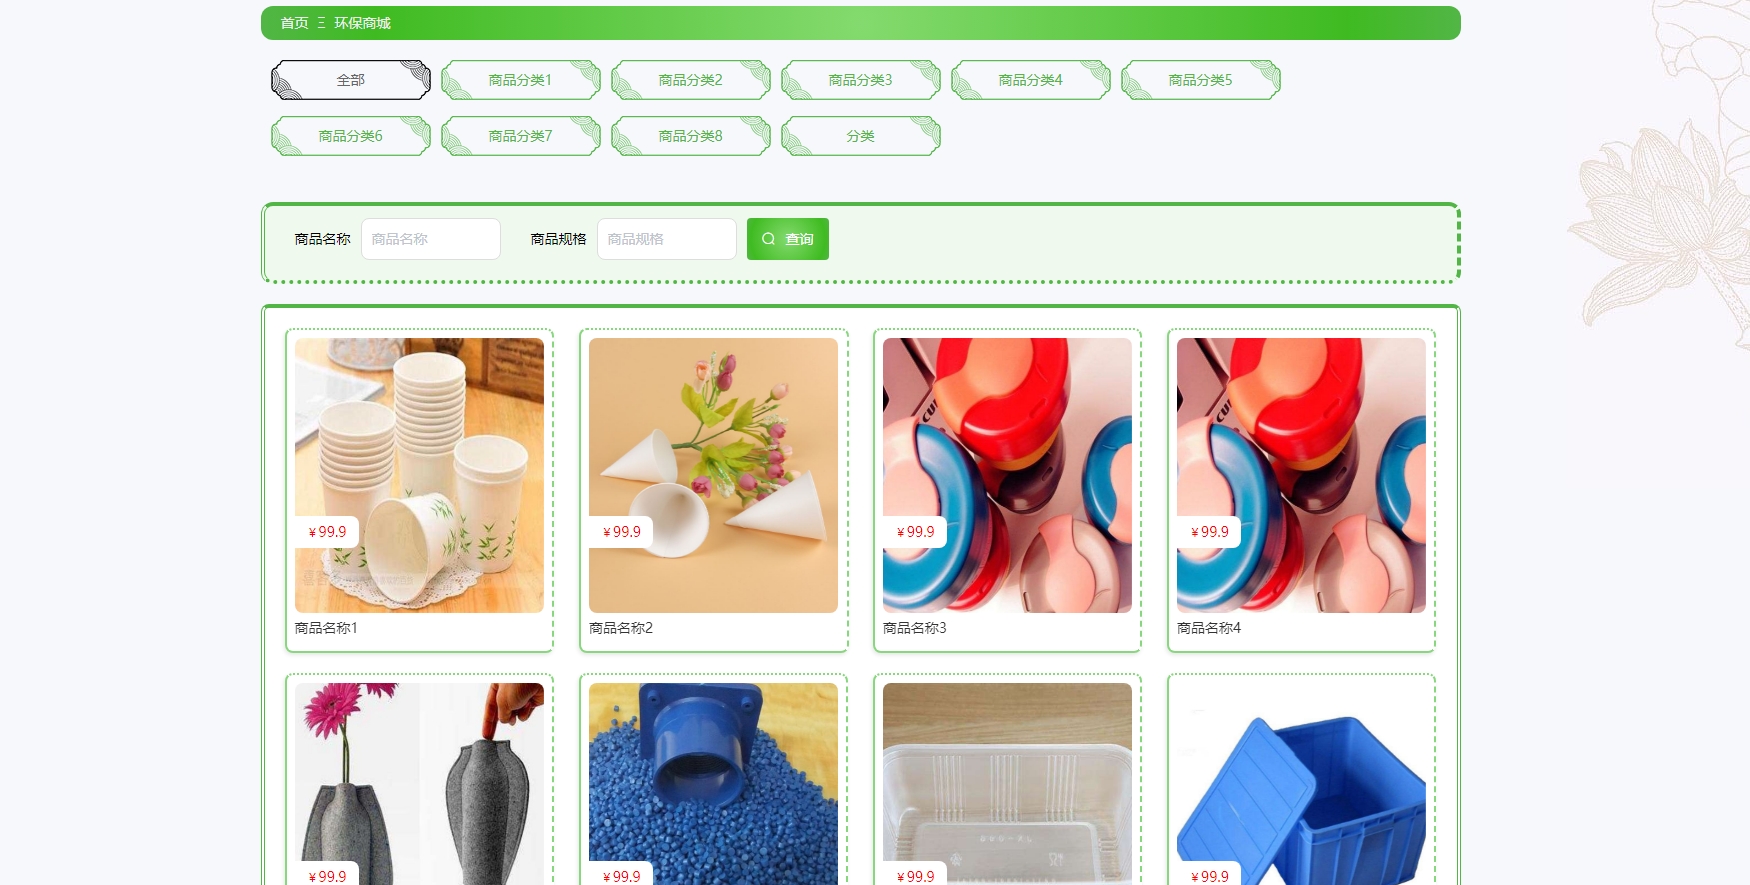 首页 Ξ 环保商城
全部 商品分类1 商品分类2 商品分类3 商品分类4 商品分类5
商品分类6 商品分类7 商品分类8 分类
商品名称 商品名称 商品规格 商品规格 查询
¥99.9 ¥99.9 ¥99.9 ¥99.9
商品名称1 商品名称2 商品名称3 商品名称4
¥99.9 ¥99.9 ¥99.9 ¥99.9